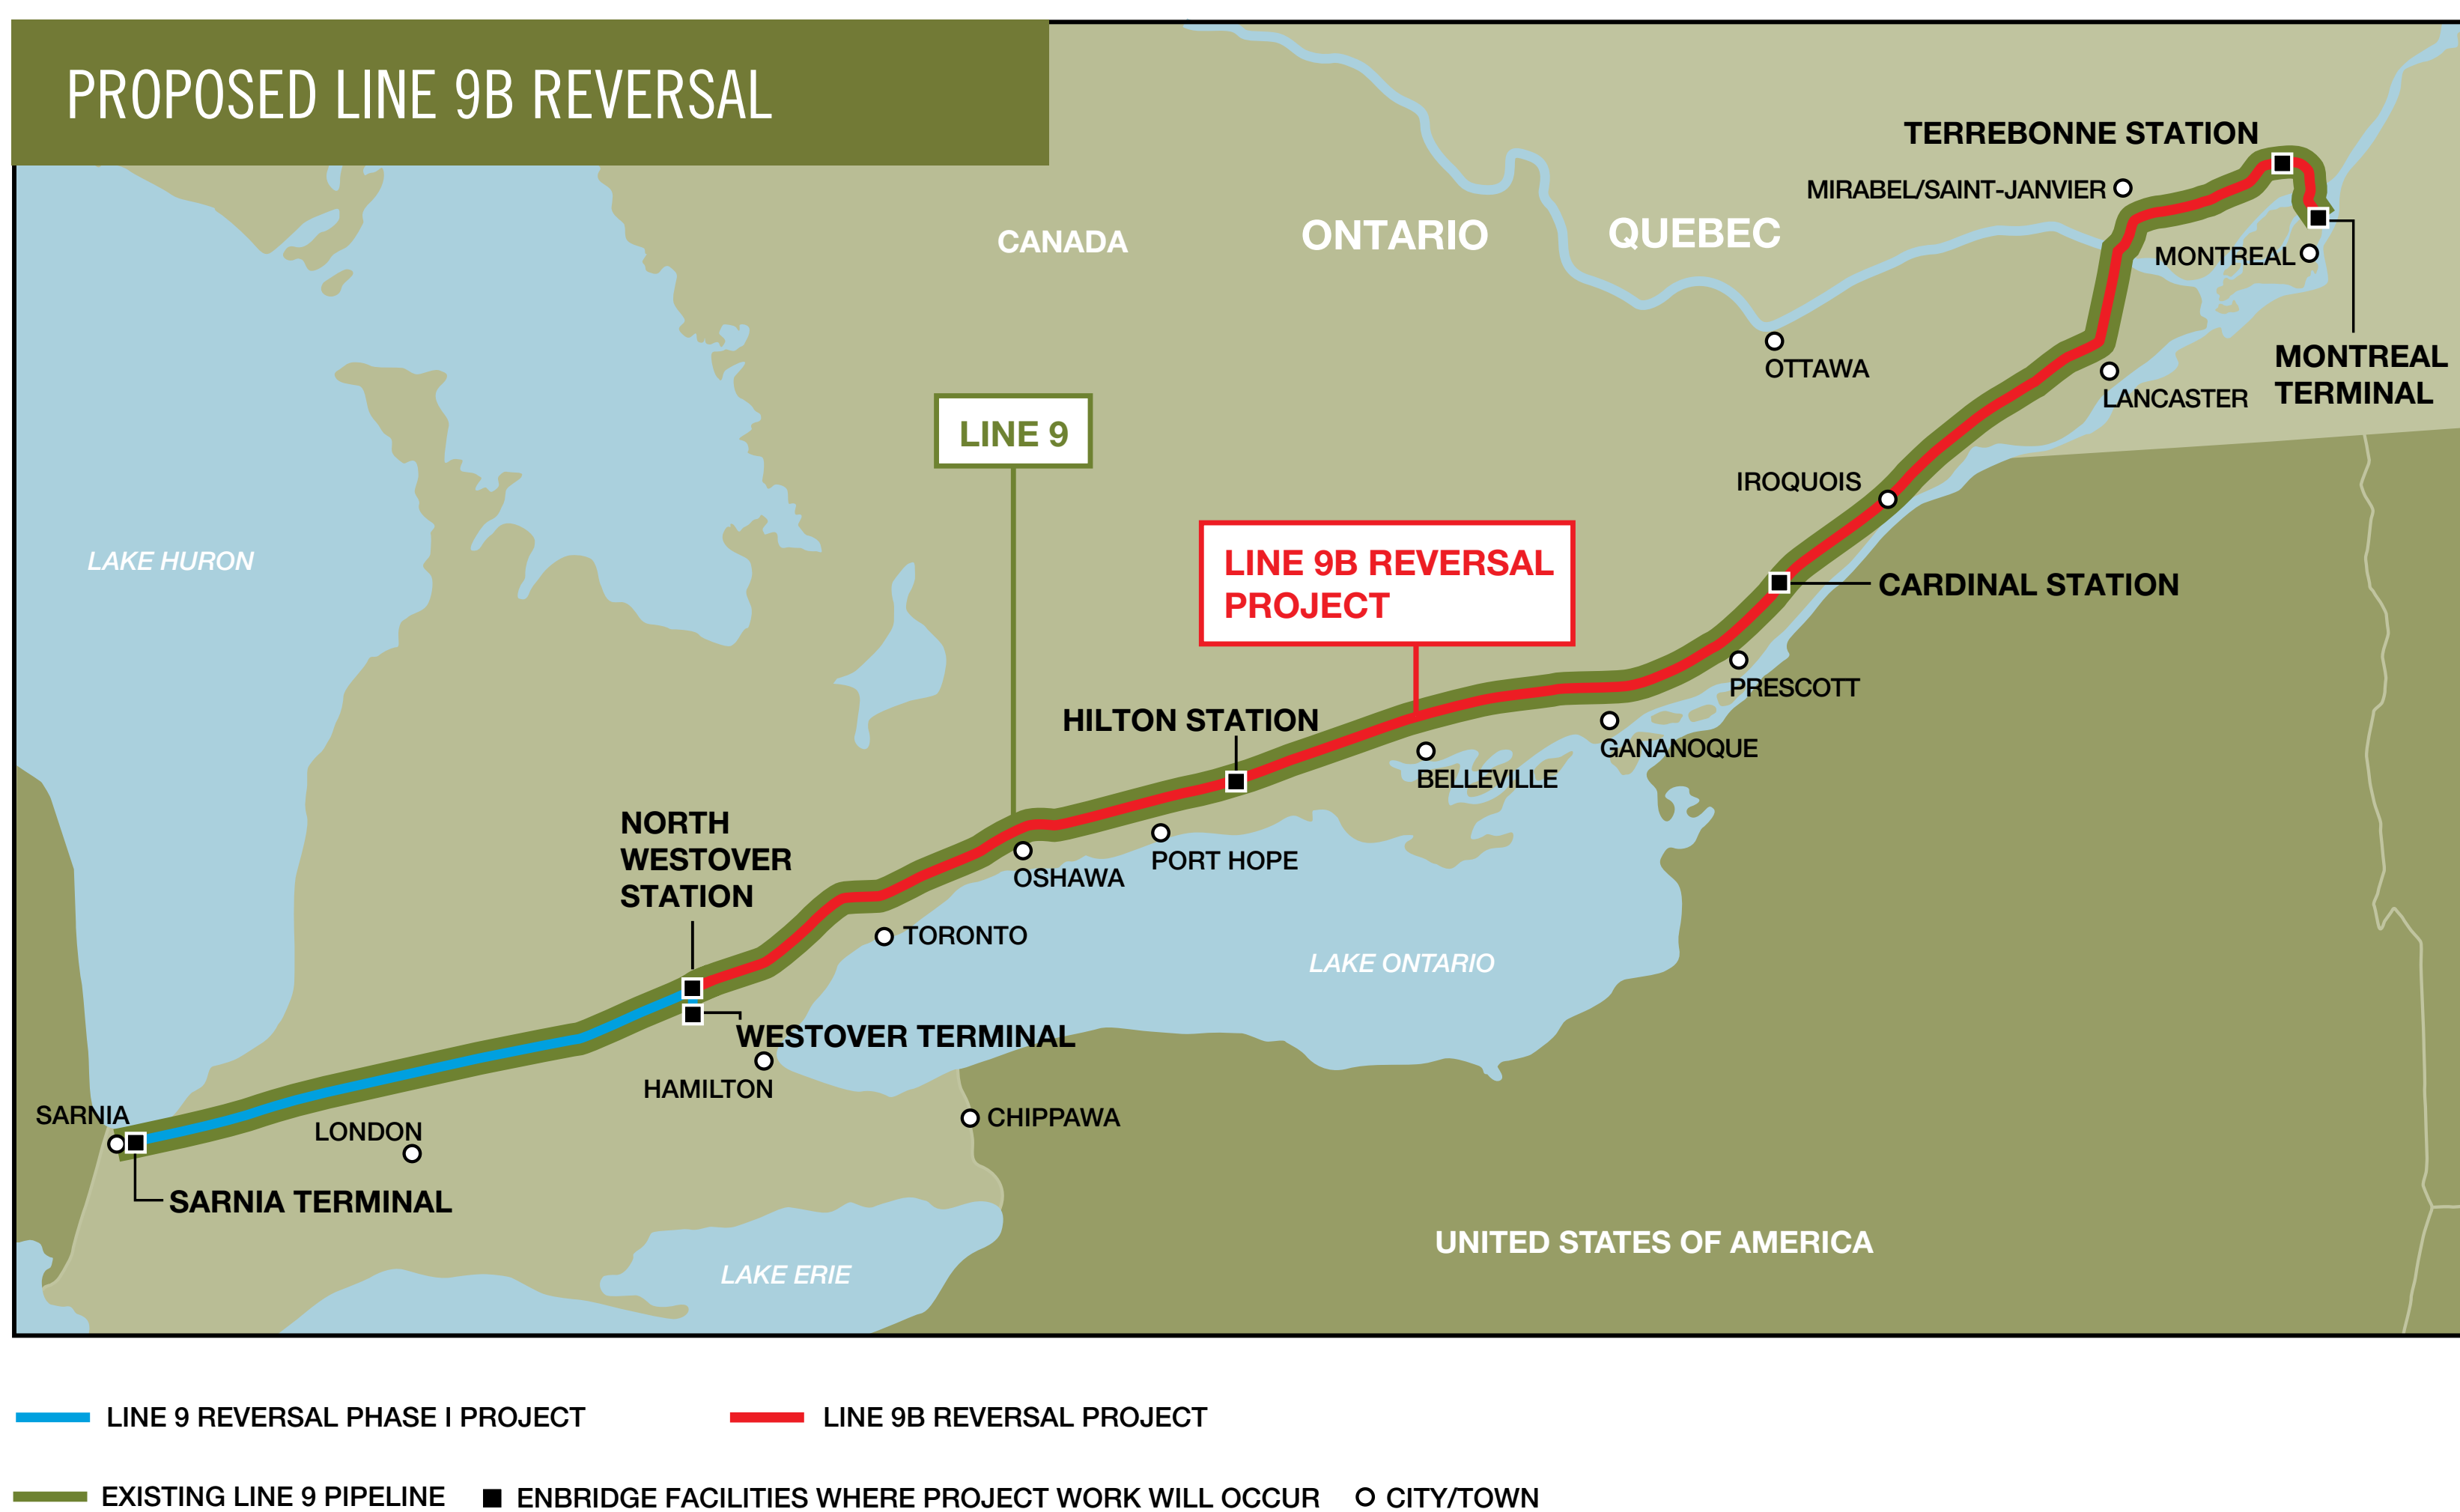 PROPOSED LINE 9B REVERSAL
TERREBONNE STATION
MIRABEL/SAINT-JANVIER
CANADA
ONTARIO
QUEBEC
MONTREAL
OTTAWA
MONTREAL
TERMINAL
LANCASTER
LINE 9
IROQUOIS
LAKE HURON
LINE 9B REVERSAL
PROJECT
CARDINAL STATION
PRESCOTT
HILTON STATION
GANANOQUE
BELLEVILLE
NORTH
WESTOVER
STATION
PORT HOPE
OSHAWA
TORONTO
LAKE ONTARIO
WESTOVER TERMINAL
HAMILTON
SARNIA
LONDON
CHIPPAWA
SARNIA TERMINAL
UNITED STATES OF AMERICA
LAKE ERIE
LINE 9 REVERSAL PHASE I PROJECT
LINE 9B REVERSAL PROJECT
EXISTING LINE 9 PIPELINE
ENBRIDGE FACILITIES WHERE PROJECT WORK WILL OCCUR
CITY/TOWN